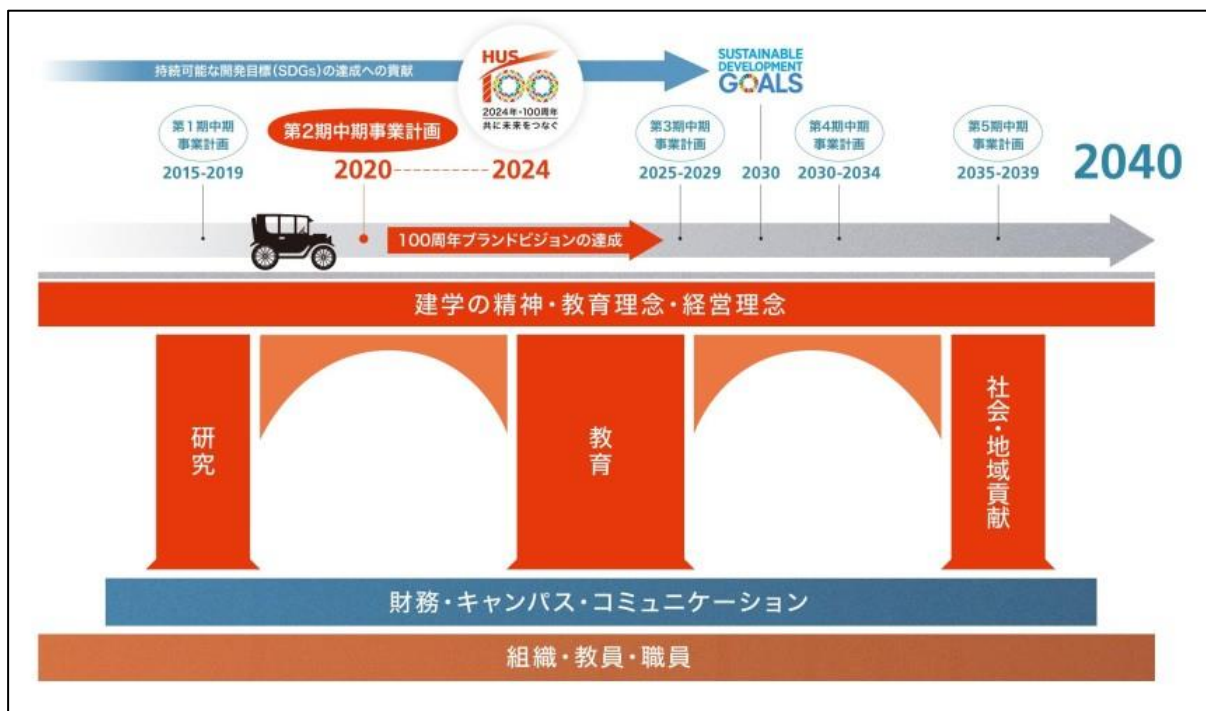 持続可能な開発目標（SDGs）の達成への貢献
HUS
100
2024年・100周年
共に未来をつなぐ
SUSTAINABLE
DEVELOPMENT
GOALS
第1期中期
事業計画
2015-2019
第2期中期事業計画
2020
2024
第3期中期
事業計画
2025-2029
2030
第4期中期
事業計画
2030-2034
第5期中期
事業計画
2035-2039
2040
100周年ブランドビジョンの達成
建学の精神・教育理念・経営理念
研究
教育
社会・地域貢献
財務・キャンパス・コミュニケーション
組織・教員・職員